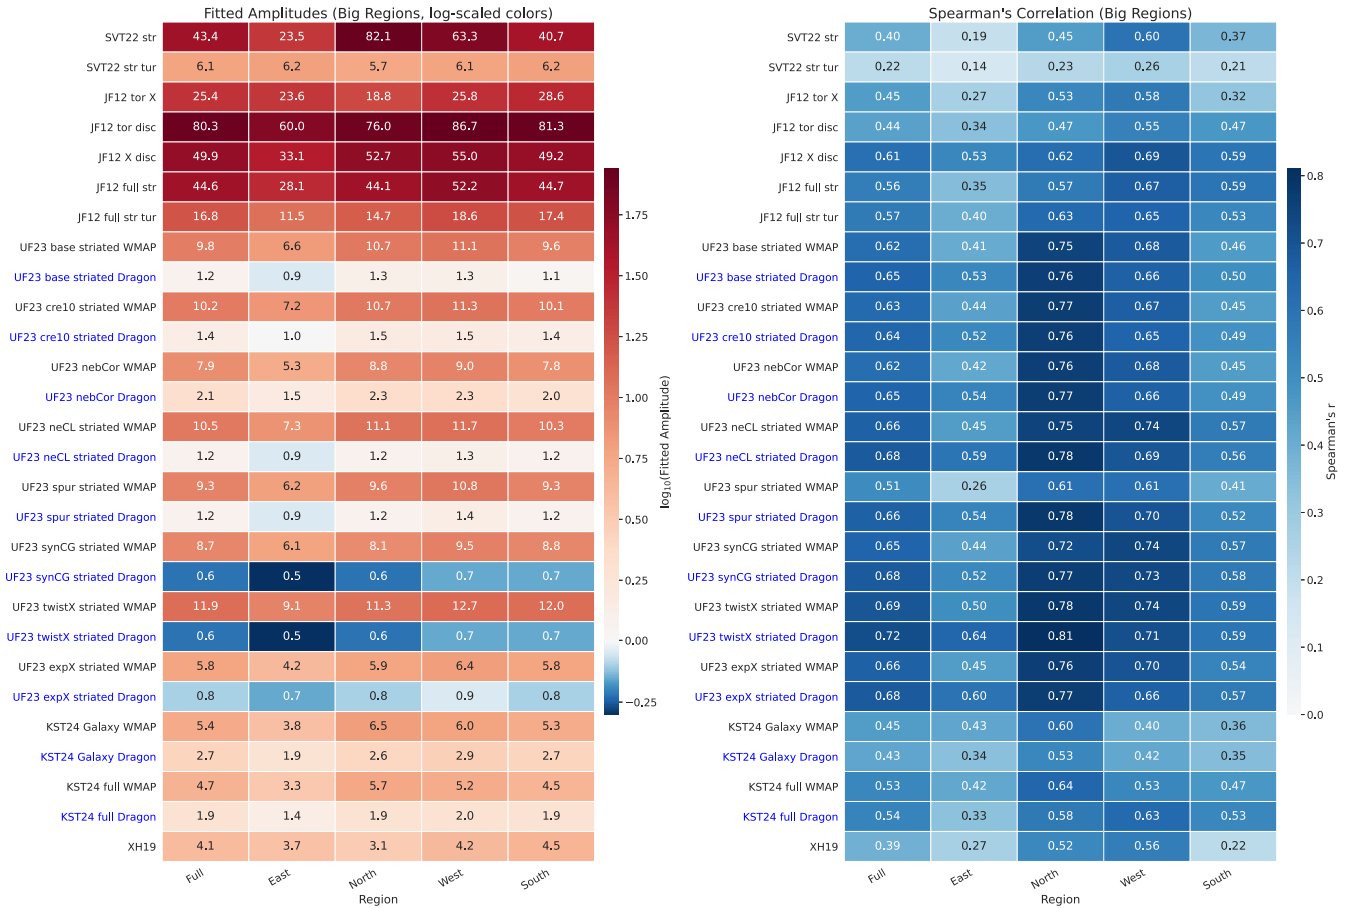 Fitted Amplitudes (Big Regions, log-scaled colors)
SVT22 str 43.4 23.5 82.1 63.3 40.7
SVT22 str tur 6.1 6.2 5.7 6.1 6.2
JF12 tor X 25.4 23.6 18.8 25.8 28.6
JF12 tor disc 80.3 60.0 76.0 86.7 81.3
JF12 X disc 49.9 33.1 52.7 55.0 49.2
JF12 full str 44.6 28.1 44.1 52.2 44.7
JF12 full str tur 16.8 11.5 14.7 18.6 17.4
UF23 base striated WMAP 9.8 6.6 10.7 11.1 9.6
UF23 base striated Dragon 1.2 0.9 1.3 1.3 1.1
UF23 cre10 striated WMAP 10.2 7.2 10.7 11.3 10.1
UF23 cre10 striated Dragon 1.4 1.0 1.5 1.5 1.4
UF23 nebCor WMAP 7.9 5.3 8.8 9.0 7.8
UF23 nebCor Dragon 2.1 1.5 2.3 2.3 2.0
UF23 neCL striated WMAP 10.5 7.3 11.1 11.7 10.3
UF23 neCL striated Dragon 1.2 0.9 1.2 1.3 1.2
UF23 spur striated WMAP 9.3 6.2 9.6 10.8 9.3
UF23 spur striated Dragon 1.2 0.9 1.2 1.4 1.2
UF23 synCG striated WMAP 8.7 6.1 8.1 9.5 8.8
UF23 synCG striated Dragon 0.6 0.5 0.6 0.7 0.7
UF23 twistX striated WMAP 11.9 9.1 11.3 12.7 12.0
UF23 twistX striated Dragon 0.6 0.5 0.6 0.7 0.7
UF23 expX striated WMAP 5.8 4.2 5.9 6.4 5.8
UF23 expX striated Dragon 0.8 0.7 0.8 0.9 0.8
KST24 Galaxy WMAP 5.4 3.8 6.5 6.0 5.3
KST24 Galaxy Dragon 2.7 1.9 2.6 2.9 2.7
KST24 full WMAP 4.7 3.3 5.7 5.2 4.5
KST24 full Dragon 1.9 1.4 1.9 2.0 1.9
XH19 4.1 3.7 3.1 4.2 4.5
Full East North West South
Region
1.75
1.50
1.25
1.00
0.75
0.50
0.25
0.00
−0.25
log₁₀(Fitted Amplitude)
Spearman's Correlation (Big Regions)
SVT22 str 0.40 0.19 0.45 0.60 0.37
SVT22 str tur 0.22 0.14 0.23 0.26 0.21
JF12 tor X 0.45 0.27 0.53 0.58 0.32
JF12 tor disc 0.44 0.34 0.47 0.55 0.47
JF12 X disc 0.61 0.53 0.62 0.69 0.59
JF12 full str 0.56 0.35 0.57 0.67 0.59
JF12 full str tur 0.57 0.40 0.63 0.65 0.53
UF23 base striated WMAP 0.62 0.41 0.75 0.68 0.46
UF23 base striated Dragon 0.65 0.53 0.76 0.66 0.50
UF23 cre10 striated WMAP 0.63 0.44 0.77 0.67 0.45
UF23 cre10 striated Dragon 0.64 0.52 0.76 0.65 0.49
UF23 nebCor WMAP 0.62 0.42 0.76 0.68 0.45
UF23 nebCor Dragon 0.65 0.54 0.77 0.66 0.49
UF23 neCL striated WMAP 0.66 0.45 0.75 0.74 0.57
UF23 neCL striated Dragon 0.68 0.59 0.78 0.69 0.56
UF23 spur striated WMAP 0.51 0.26 0.61 0.61 0.41
UF23 spur striated Dragon 0.66 0.54 0.78 0.70 0.52
UF23 synCG striated WMAP 0.65 0.44 0.72 0.74 0.57
UF23 synCG striated Dragon 0.68 0.52 0.77 0.73 0.58
UF23 twistX striated WMAP 0.69 0.50 0.78 0.74 0.59
UF23 twistX striated Dragon 0.72 0.64 0.81 0.71 0.59
UF23 expX striated WMAP 0.66 0.45 0.76 0.70 0.54
UF23 expX striated Dragon 0.68 0.60 0.77 0.66 0.57
KST24 Galaxy WMAP 0.45 0.43 0.60 0.40 0.36
KST24 Galaxy Dragon 0.43 0.34 0.53 0.42 0.35
KST24 full WMAP 0.53 0.42 0.64 0.53 0.47
KST24 full Dragon 0.54 0.33 0.58 0.63 0.53
XH19 0.39 0.27 0.52 0.56 0.22
Full East North West South
Region
0.8
0.7
0.6
0.5
0.4
0.3
0.2
0.1
0.0
Spearman's r